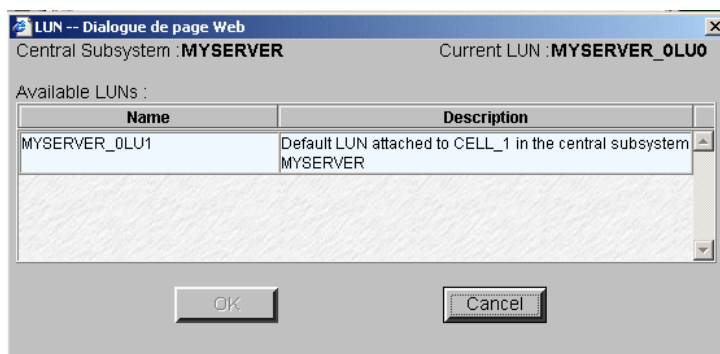 LUN -- Dialogue de page Web
Central Subsystem :MYSERVER Current LUN :MYSERVER_0LU0
Available LUNs :
Name Description
MYSERVER_0LU1 Default LUN attached to CELL_1 in the central subsystem
MYSERVER
OK Cancel